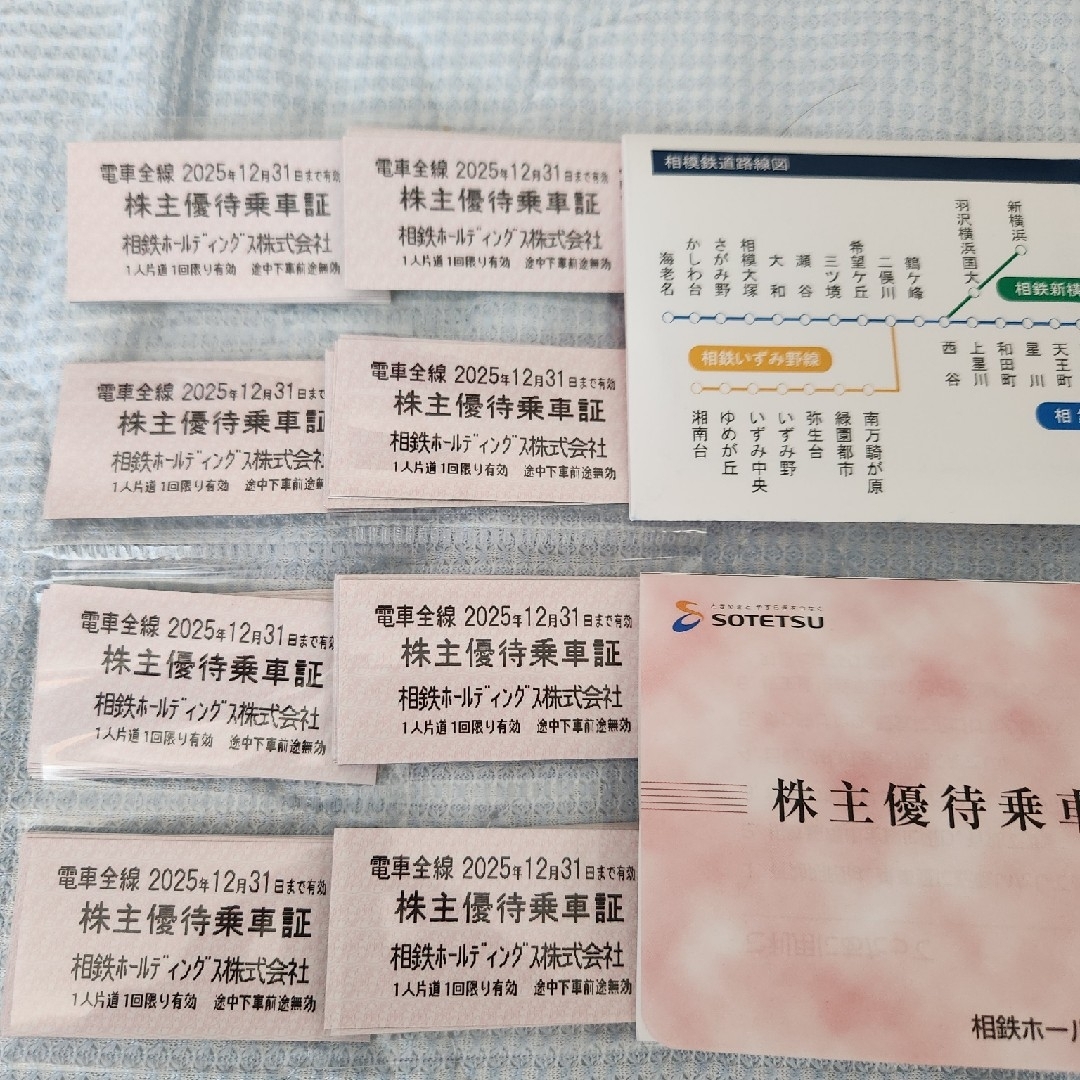 電車全線 2025年12月31日まで有効
株主優待乗車証
相鉄ホールディングス株式会社
1人片道1回限り有効 途中下車前途無効
電車全線 2025年12月31日まで有効
株主優待乗車証
相鉄ホールディングス株式会社
1人片道1回限り有効 途中下車前途無効
電車全線 2025年12月31日まで
株主優待乗車証
相鉄ホールディングス株式会社
1人片道1回限り有効 途中下車前途無
電車全線 2025年12月31日まで有効
株主優待乗車証
相鉄ホールディングス株式会社
1人片道1回限り有効 途中下車前途無効
電車全線 2025年12月31日まで有効
株主優待乗車証
相鉄ホールディングス株式会社
1人片道1回限り有効 途中下車前途無効
電車全線 2025年12月31日まで有効
株主優待乗車証
相鉄ホールディングス株式会社
1人片道1回限り有効 途中下車前途無効
電車全線 2025年12月31日まで有効
株主優待乗車証
相鉄ホールディングス株式会社
1人片道1回限り有効 途中下車前途無効
電車全線 2025年12月31日まで有効
株主優待乗車証
相鉄ホールディングス株式会社
1人片道1回限り有効 途中下車前途無効
相模鉄道路線図
海老名
かしわ台
さがみ野
相模大塚
大和
瀬谷
三ツ境
希望ケ丘
二俣川
鶴ケ峰
羽沢横浜国大
新横浜
相鉄新横
西谷
上星川
和田町
星川
天王町
相鉄いずみ野線
相
湘南台
ゆめが丘
いずみ中央
いずみ野
弥生台
緑園都市
南万騎が原
SOTETSU
株主優待乗車
相鉄ホール